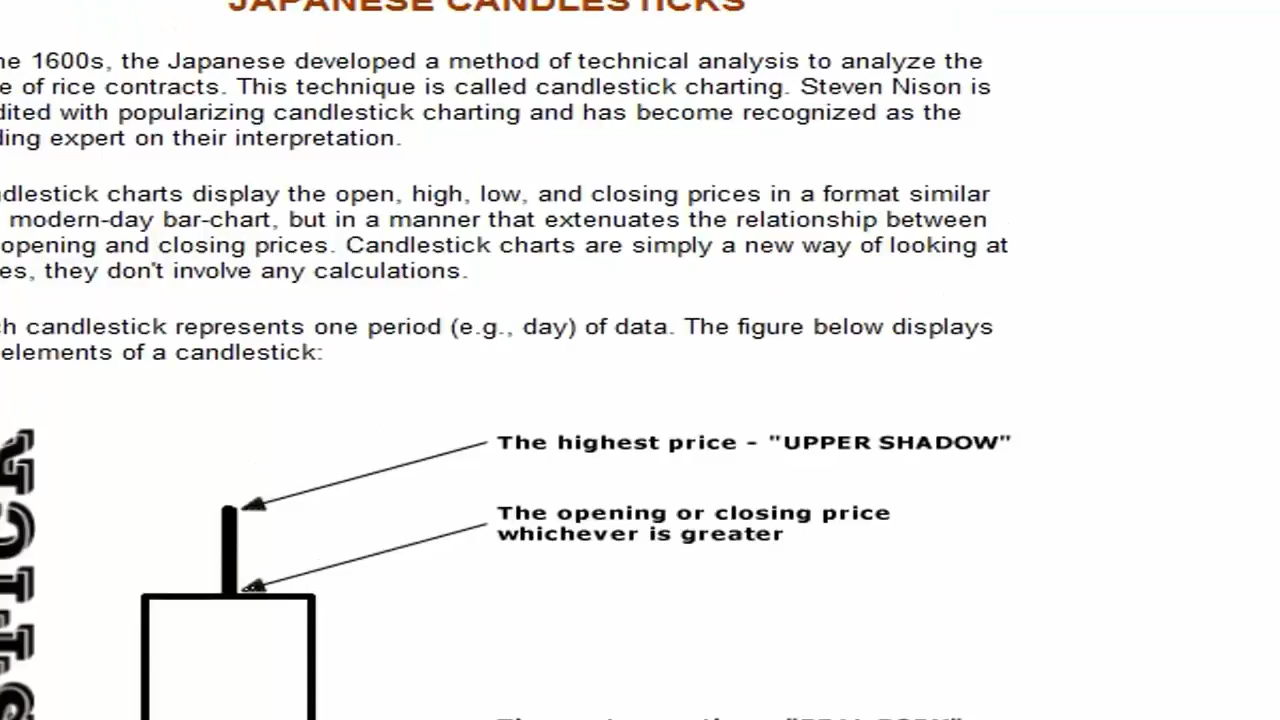 JAPANESE CANDLESTICKS
he 1600s, the Japanese developed a method of technical analysis to analyze the
e of rice contracts. This technique is called candlestick charting. Steven Nison is
dited with popularizing candlestick charting and has become recognized as the
ding expert on their interpretation.
dlestick charts display the open, high, low, and closing prices in a format similar
modern-day bar-chart, but in a manner that extenuates the relationship between
opening and closing prices. Candlestick charts are simply a new way of looking at
es, they don't involve any calculations.
h candlestick represents one period (e.g., day) of data. The figure below displays
elements of a candlestick:
The highest price - "UPPER SHADOW"
The opening or closing price
whichever is greater